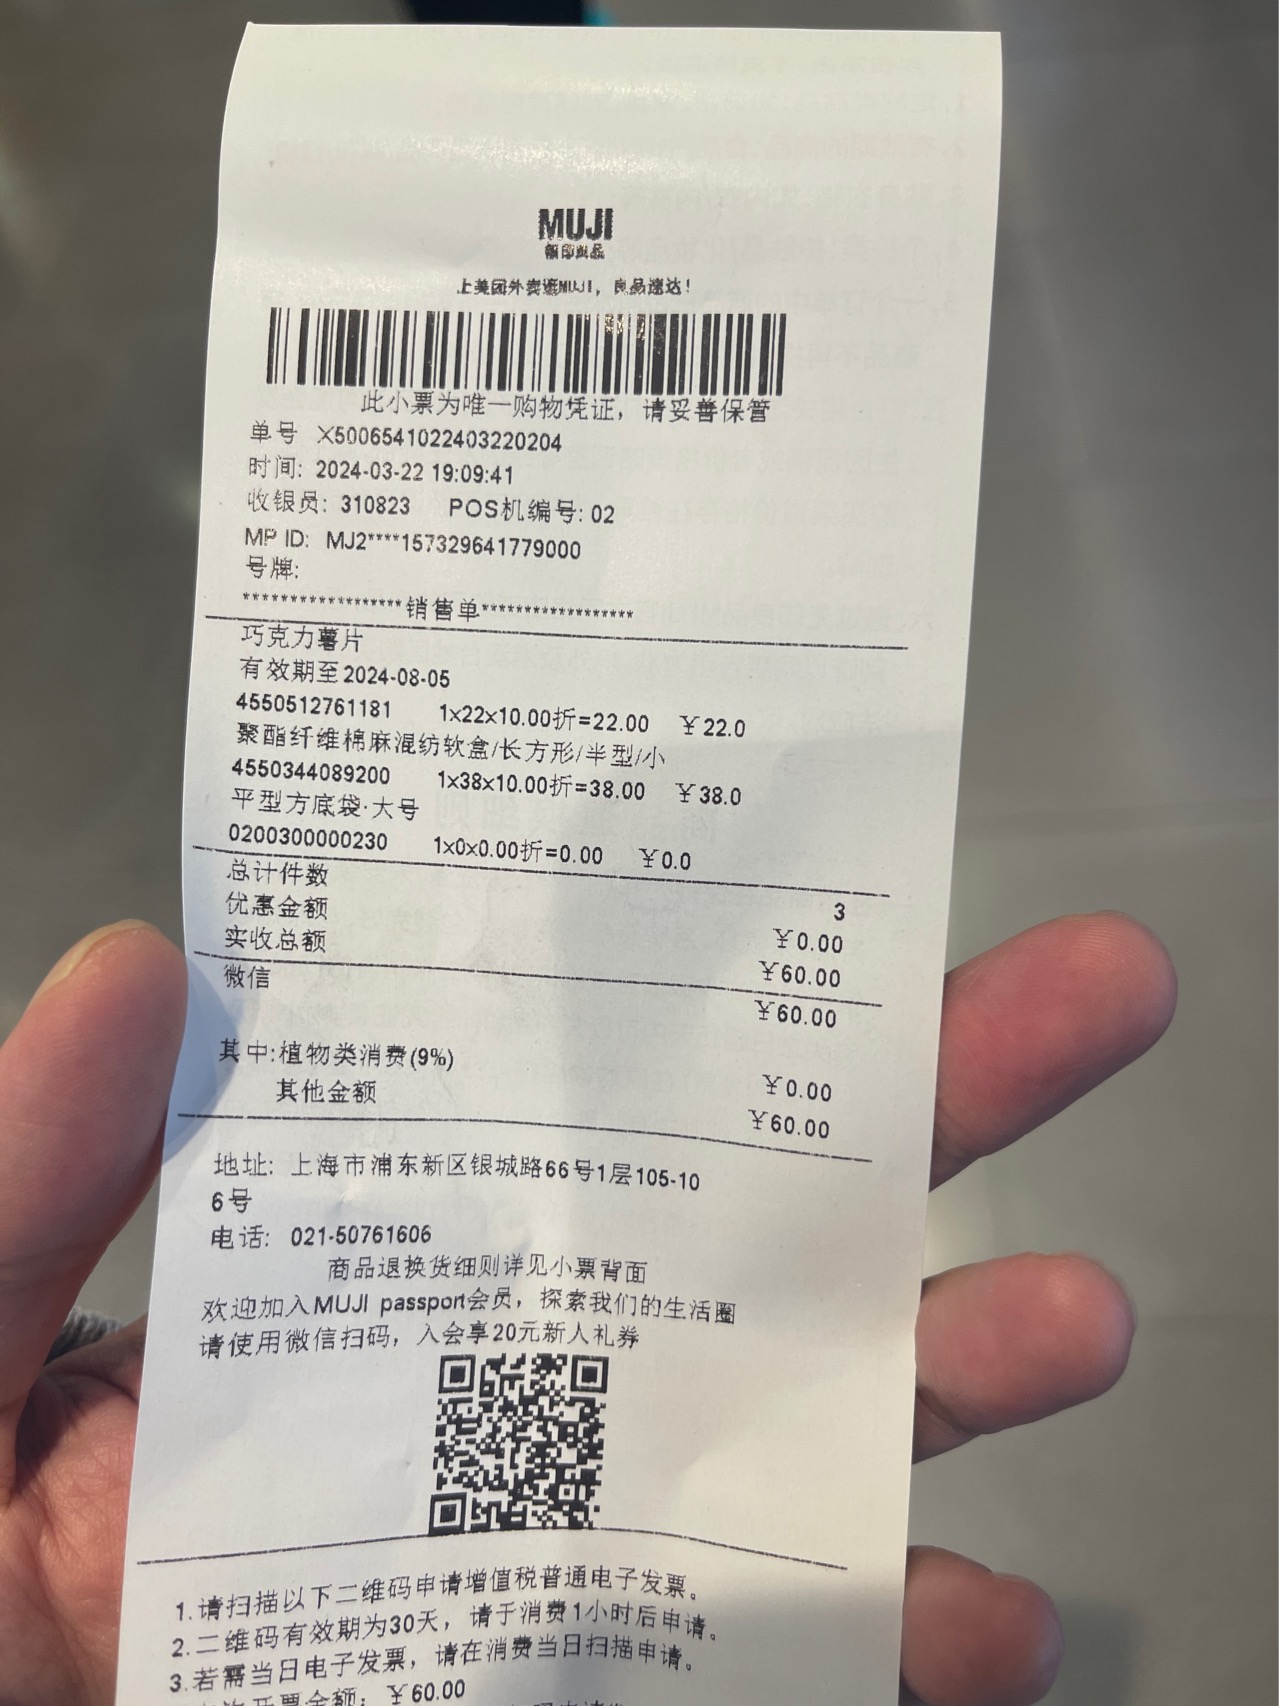 MUJI
無印良品
上美团外卖逛MUJI，良品速达！
此小票为唯一购物凭证，请妥善保管
单号 X5006541022403220204
时间: 2024-03-22 19:09:41
收银员: 310823 POS机编号: 02
MP ID: MJ2****157329641779000
号牌:
******************销售单*****************
巧克力薯片
有效期至2024-08-05
4550512761181 1x22x10.00折=22.00 ¥22.0
聚酯纤维棉麻混纺软盒/长方形/半型/小
4550344089200 1x38x10.00折=38.00 ¥38.0
平型方底袋·大号
0200300000230 1x0x0.00折=0.00 ¥0.0
总计件数 3
优惠金额 ¥0.00
实收总额 ¥60.00
微信 ¥60.00
其中:植物类消费(9%) ¥0.00
其他金额 ¥60.00
地址: 上海市浦东新区银城路66号1层105-10
6号
电话: 021-50761606
商品退换货细则详见小票背面
欢迎加入MUJI passport会员，探索我们的生活圈
请使用微信扫码，入会享20元新人礼券
1.请扫描以下二维码申请增值税普通电子发票。
2.二维码有效期为30天，请于消费1小时后申请。
3.若需当日电子发票，请在消费当日扫描申请。
开票金额: ¥60.00